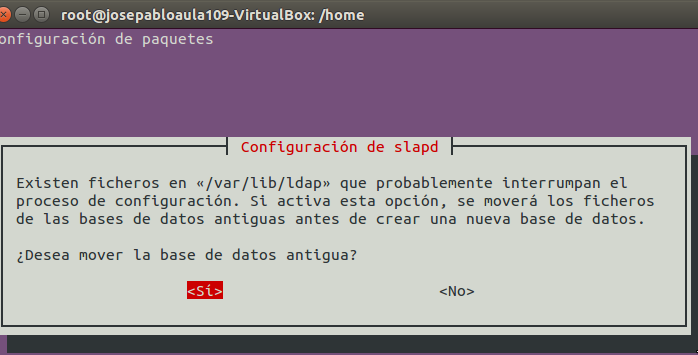 root@josepabloaula109-VirtualBox: /home
onfiguración de paquetes
Configuración de slapd
Existen ficheros en «/var/lib/ldap» que probablemente interrumpan el
proceso de configuración. Si activa esta opción, se moverá los ficheros
de las bases de datos antiguas antes de crear una nueva base de datos.
¿Desea mover la base de datos antigua?
<Sí> <No>